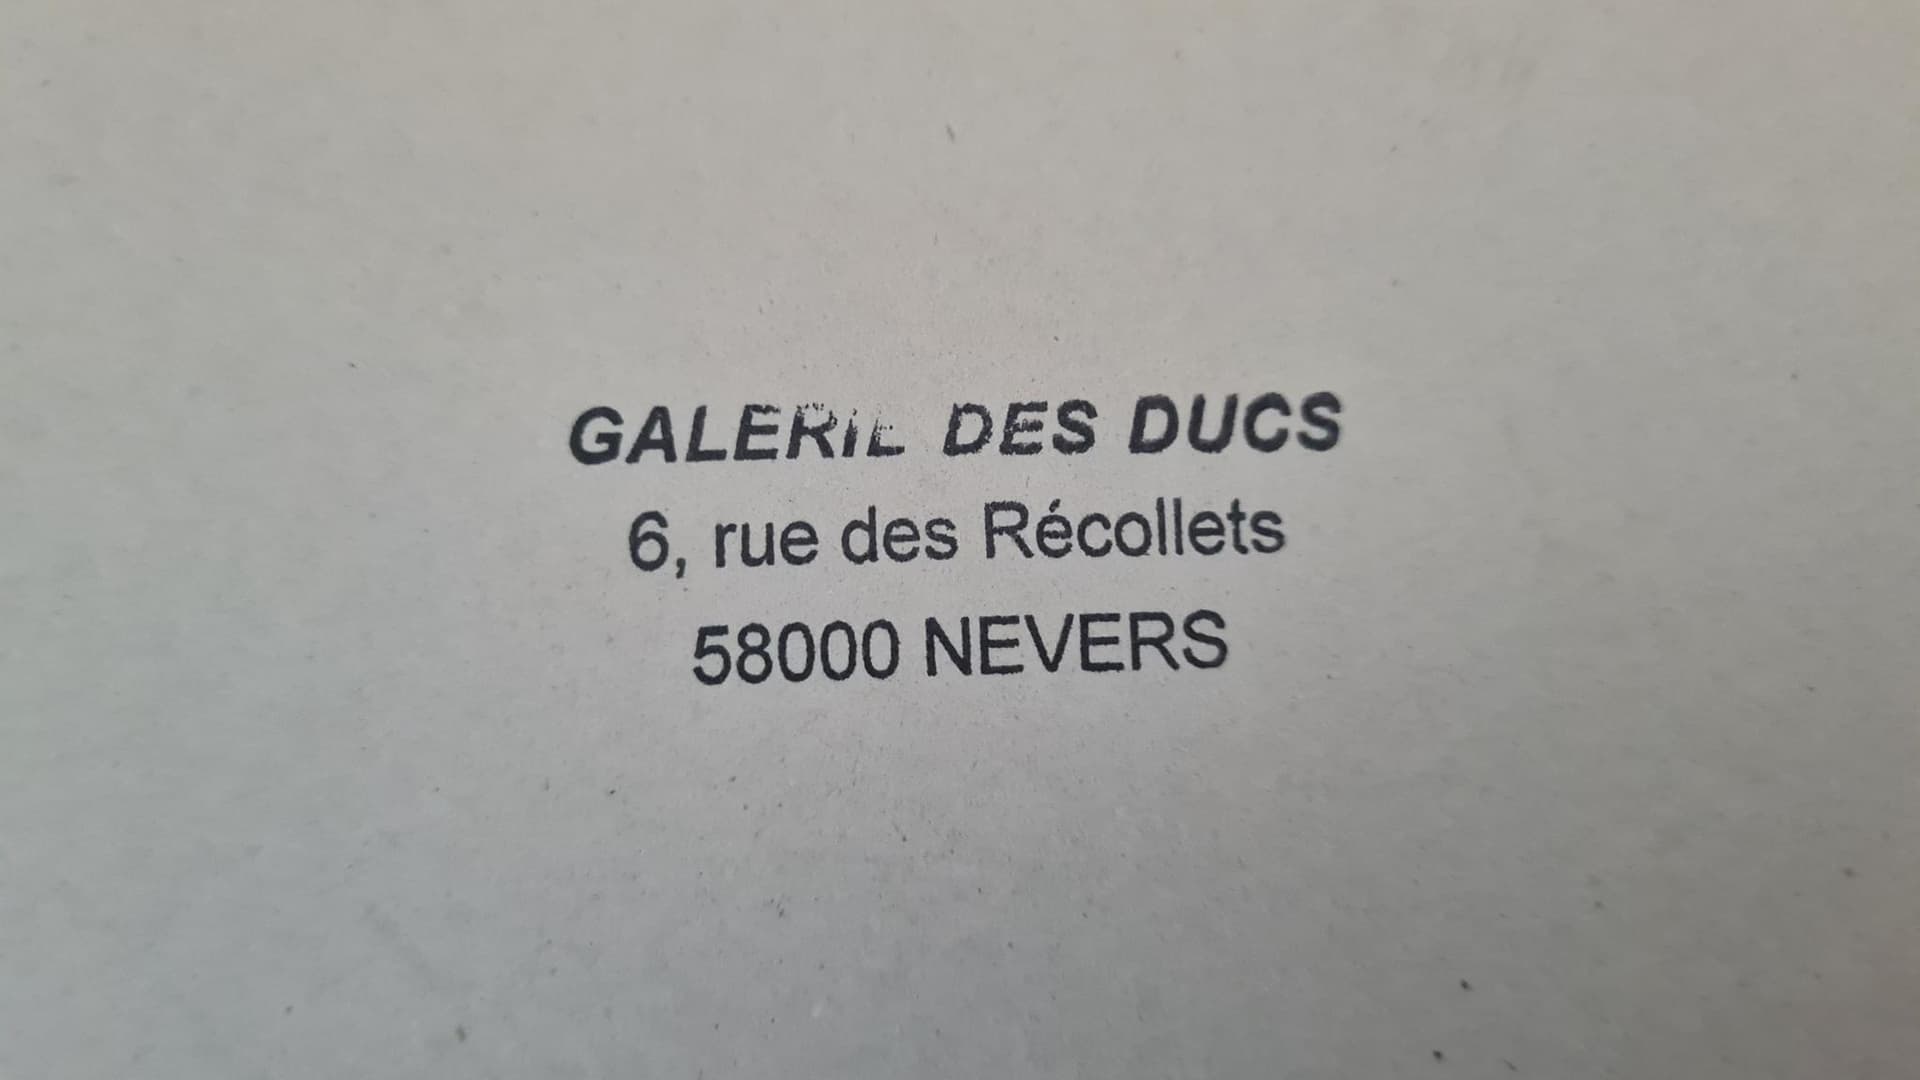 GALERIE DES DUCS
6, rue des Récollets
58000 NEVERS